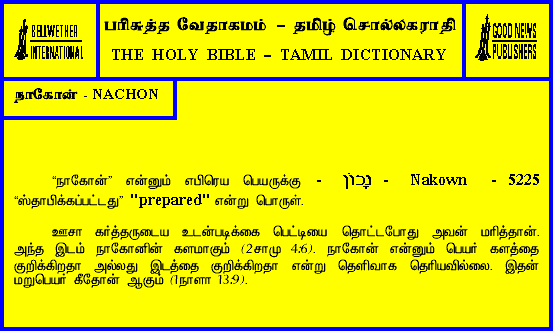 BELLWETHER
INTERNATIONAL
பரிசுத்த வேதாகமம் – தமிழ் சொல்லகராதி
THE HOLY BIBLE – TAMIL DICTIONARY
GOOD NEWS
PUBLISHERS
நாகோன் - NACHON
“நாகோன்” என்னும் எபிரெய பெயருக்கு - נָכוֹן - Nakown - 5225
“ஸ்தாபிக்கப்பட்டது” "prepared" என்று பொருள்.
ஊசா கர்த்தருடைய உடன்படிக்கை பெட்டியை தொட்டபோது அவன் மரித்தான்.
அந்த இடம் நாகோனின் களமாகும் (2சாமு 4:6). நாகோன் என்னும் பெயர் களத்தை
குறிக்கிறதா அல்லது இடத்தை குறிக்கிறதா என்று தெளிவாக தெரியவில்லை. இதன்
மறுபெயர் கீதோன் ஆகும் (1நாளா 13:9).